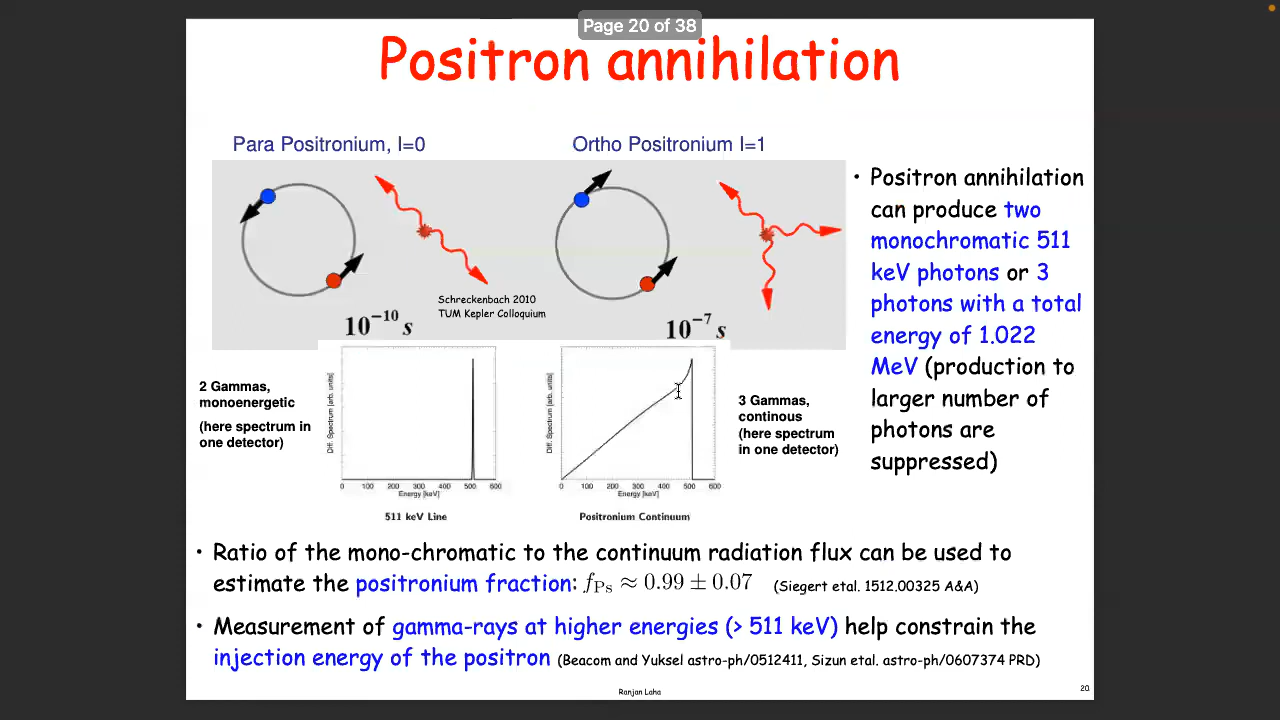 Page 20 of 38
Positron annihilation
Para Positronium, l=0
Ortho Positronium l=1
Schreckenbach 2010
TUM Kepler Colloquium
10⁻¹⁰ s
10⁻⁷ s
• Positron annihilation
can produce two
monochromatic 511
keV photons or 3
photons with a total
energy of 1.022
MeV (production to
larger number of
photons are
suppressed)
2 Gammas,
monoenergetic
(here spectrum in
one detector)
Diff. Spectrum [arb. units]
0 100 200 300 400 500 600
Energy [keV]
511 keV Line
Diff. Spectrum [arb. units]
0 100 200 300 400 500 600
Energy [keV]
Positronium Continuum
3 Gammas,
continous
(here spectrum
in one detector)
• Ratio of the mono-chromatic to the continuum radiation flux can be used to
estimate the positronium fraction: f_Ps ≈ 0.99 ± 0.07 (Siegert etal. 1512.00325 A&A)
• Measurement of gamma-rays at higher energies (> 511 keV) help constrain the
injection energy of the positron (Beacom and Yuksel astro-ph/0512411, Sizun etal. astro-ph/0607374 PRD)
Ranjan Laha
20